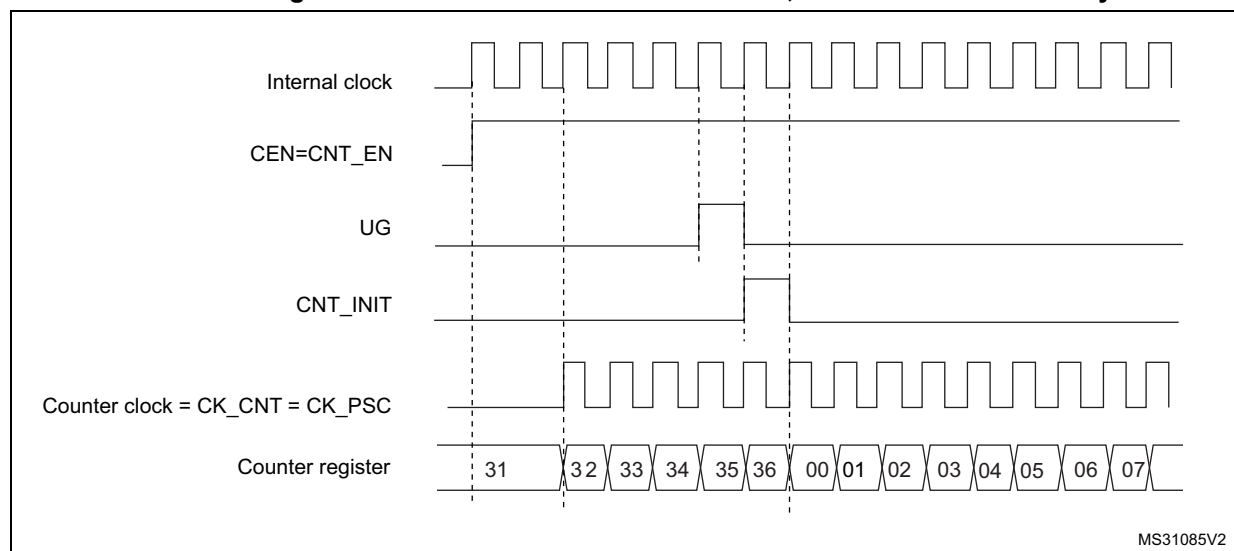 Internal clock
CEN=CNT_EN
UG
CNT_INIT
Counter clock = CK_CNT = CK_PSC
Counter register 31 32 33 34 35 36 00 01 02 03 04 05 06 07
MS31085V2